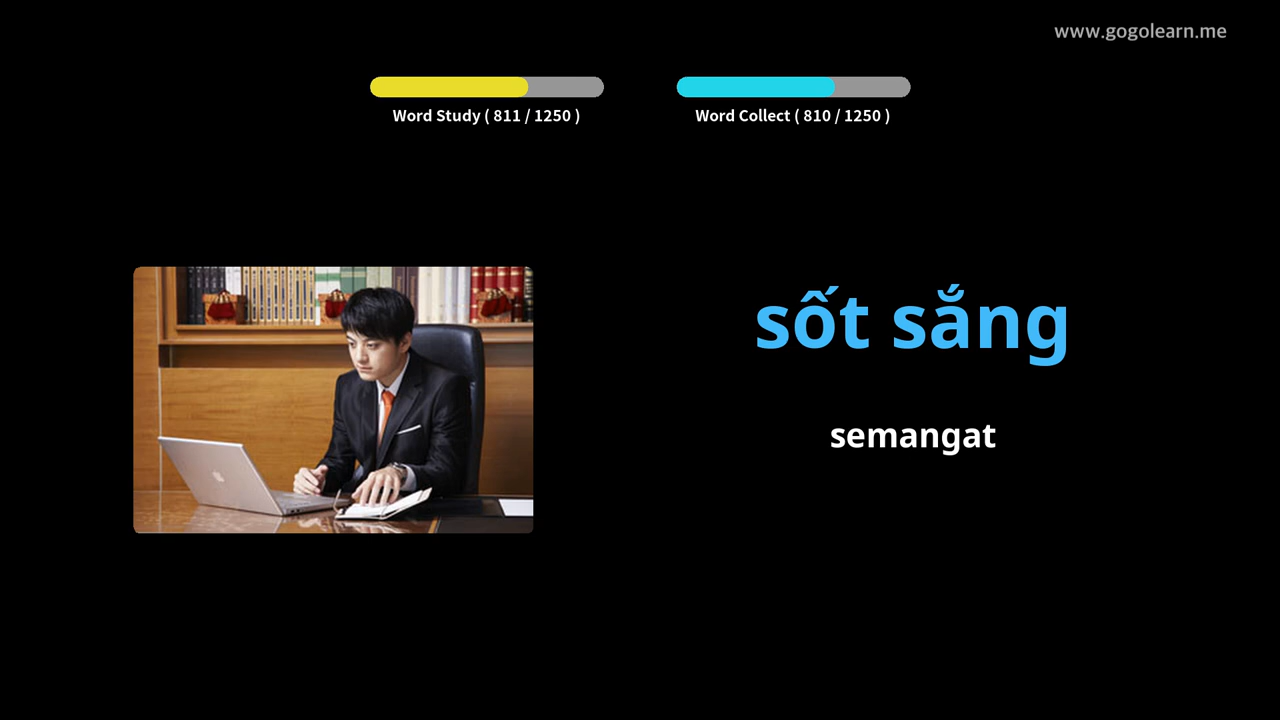 www.gogolearn.me
Word Study ( 811 / 1250 )
Word Collect ( 810 / 1250 )
sốt sắng
semangat